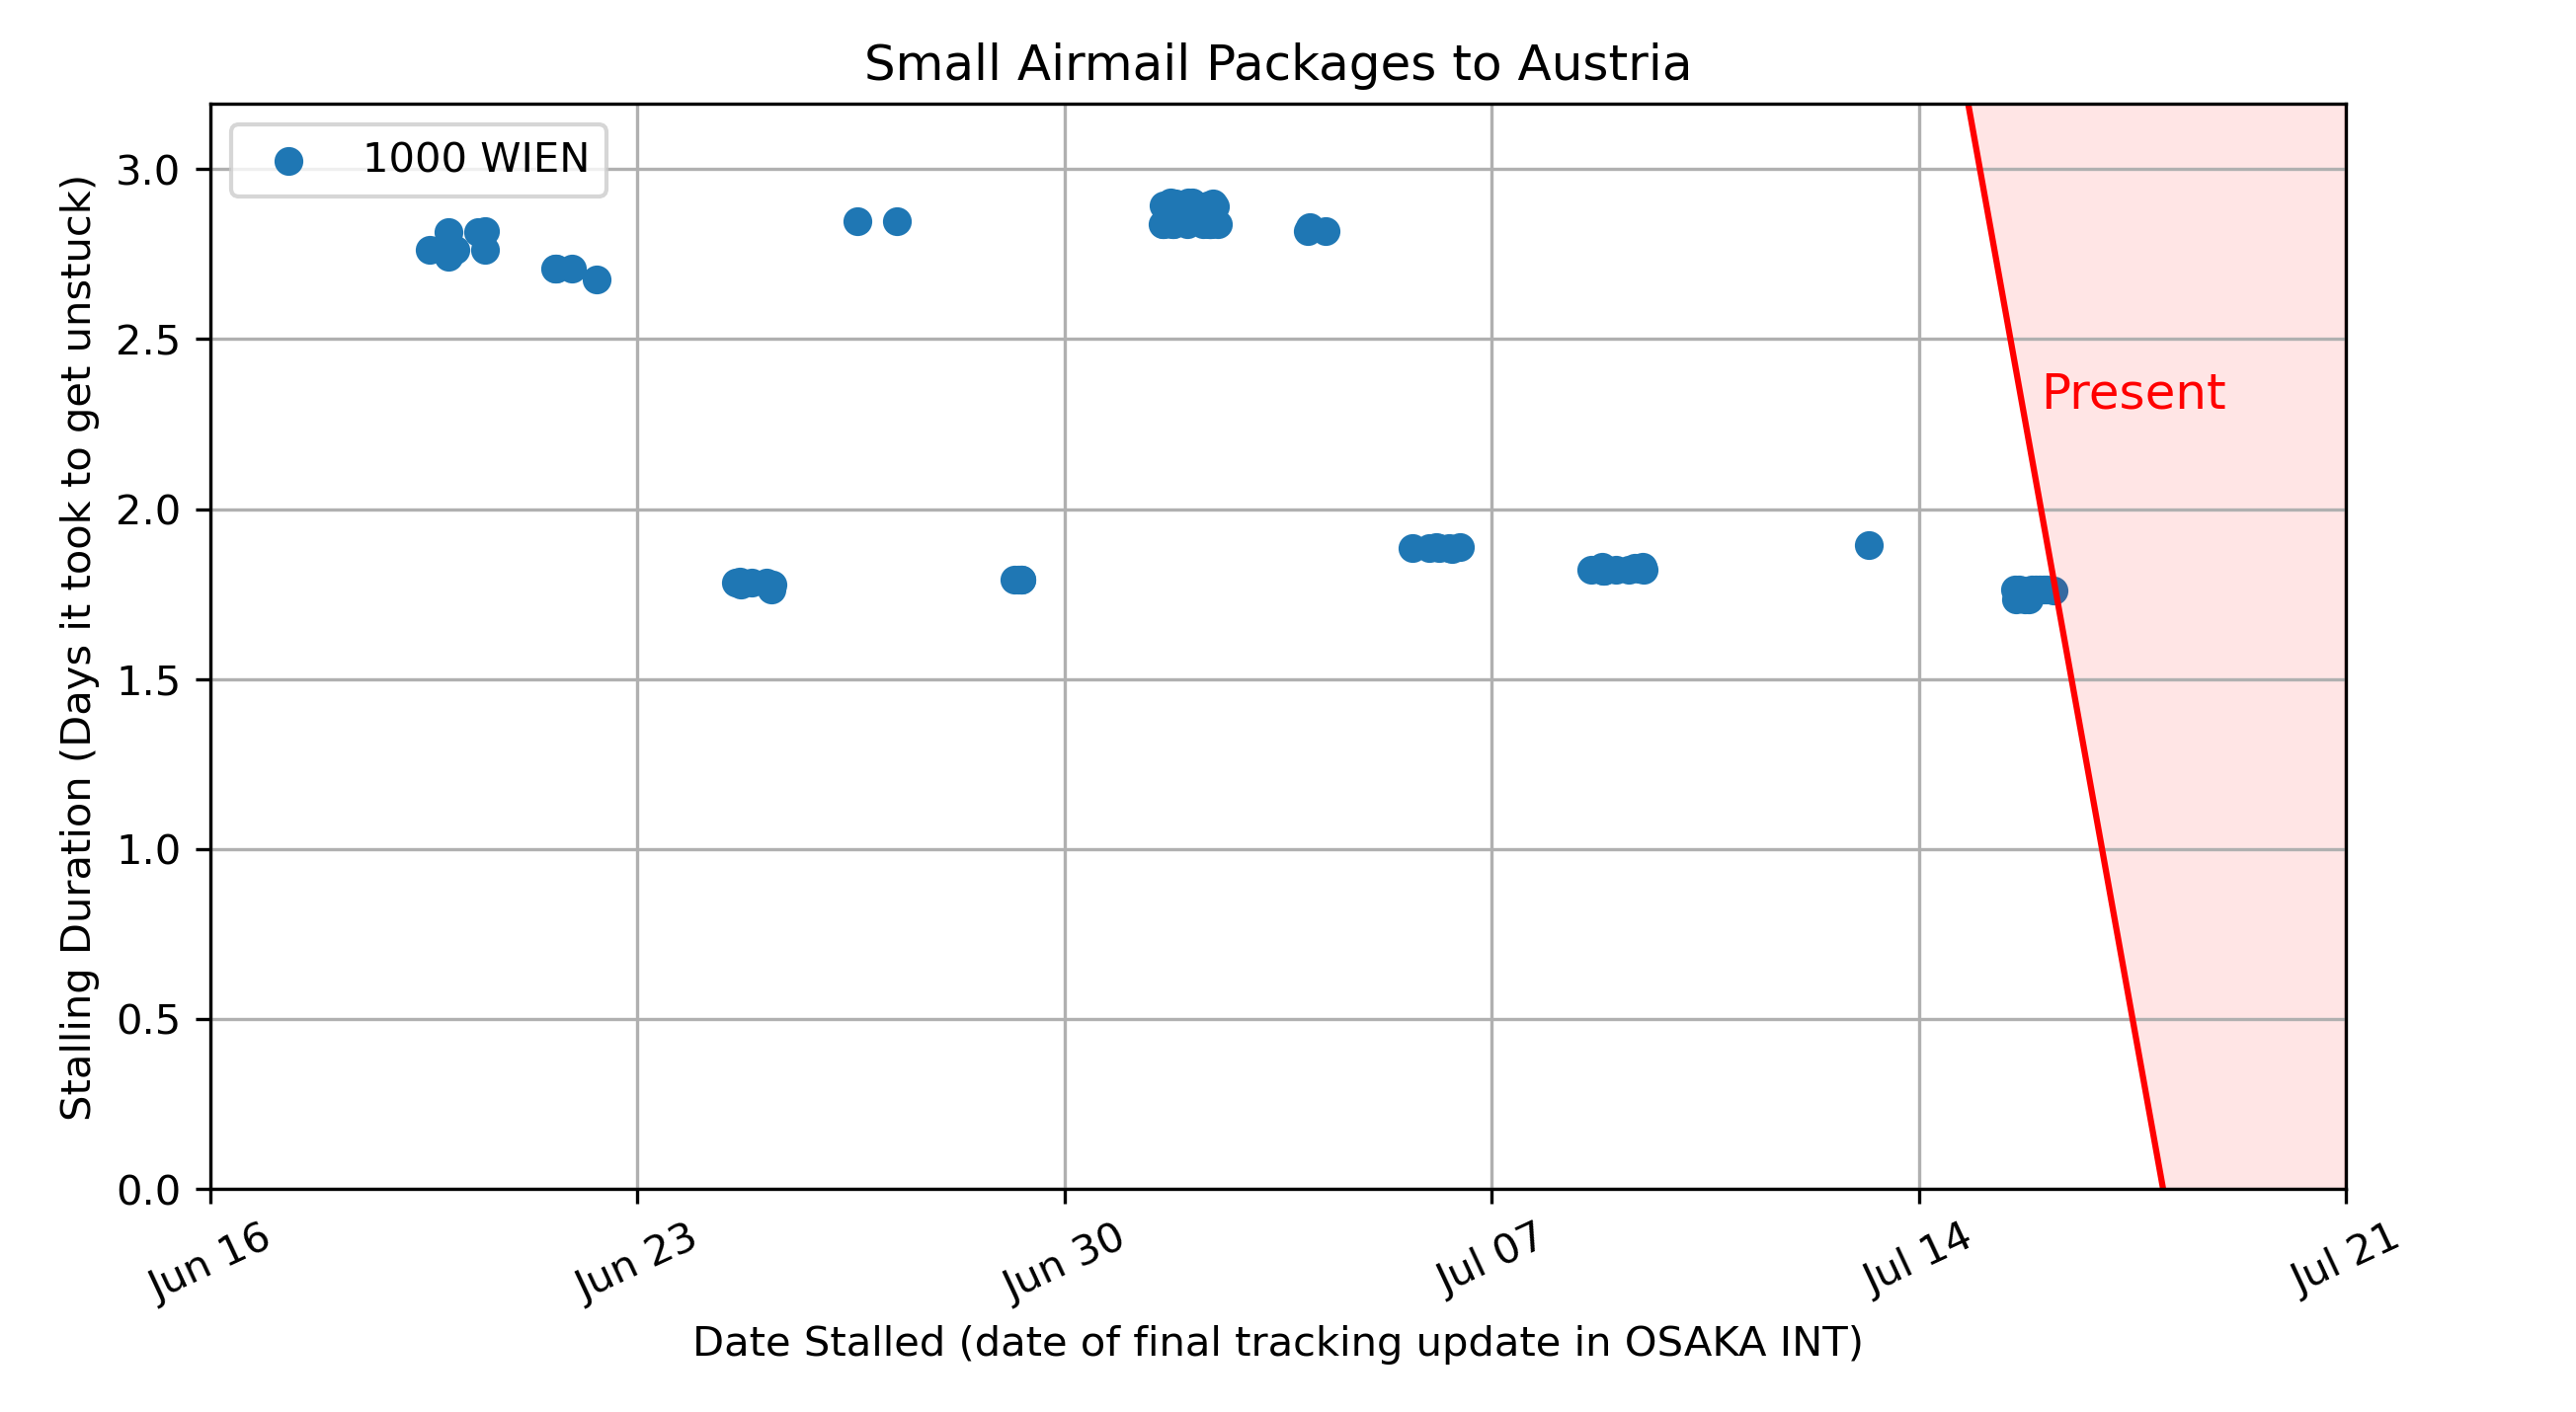 Small Airmail Packages to Austria
1000 WIEN
Stalling Duration (Days it took to get unstuck)
3.0
2.5
2.0
1.5
1.0
0.5
0.0
Present
Jun 16
Jun 23
Jun 30
Jul 07
Jul 14
Jul 21
Date Stalled (date of final tracking update in OSAKA INT)